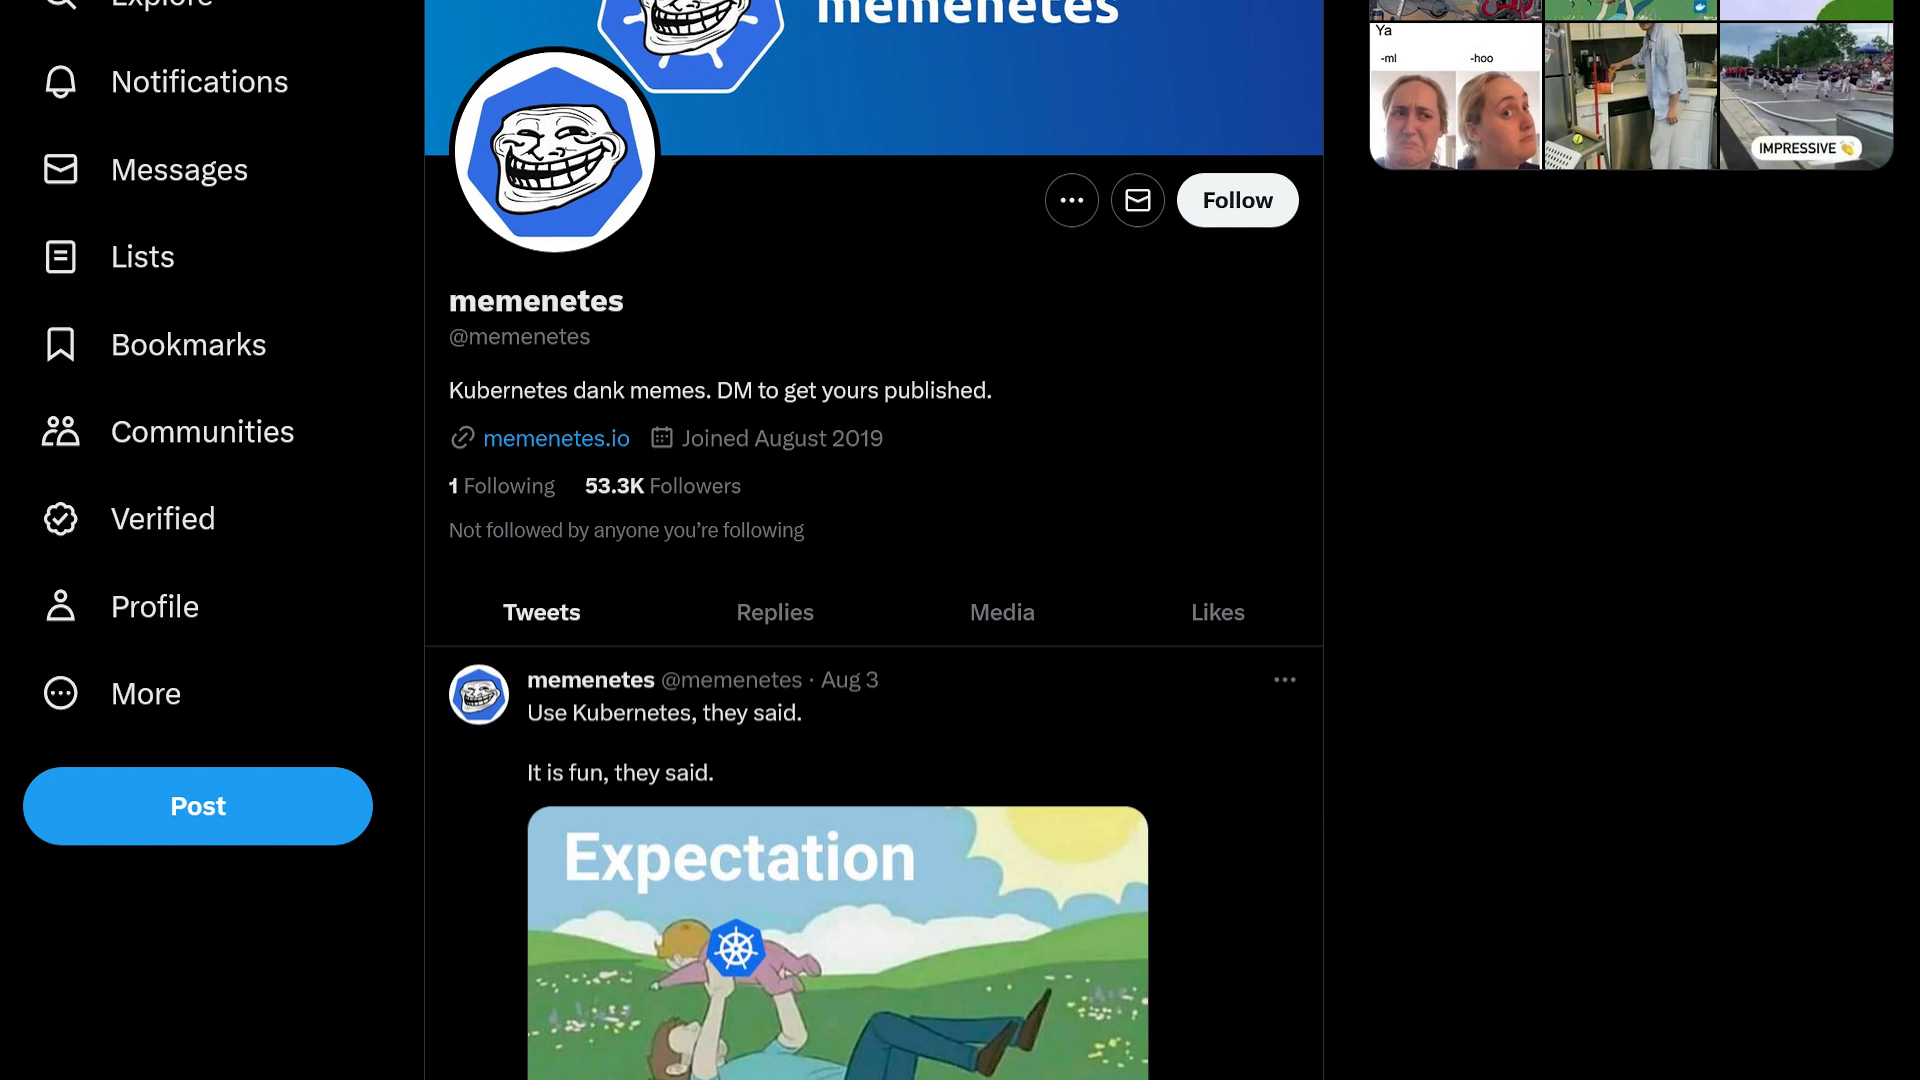 Explore
Notifications
Messages
Lists
Bookmarks
Communities
Verified
Profile
More
Post
memenetes
Follow
memenetes
@memenetes
Kubernetes dank memes. DM to get yours published.
memenetes.io Joined August 2019
1 Following 53.3K Followers
Not followed by anyone you’re following
Tweets Replies Media Likes
memenetes @memenetes · Aug 3
Use Kubernetes, they said.
It is fun, they said.
Expectation
Ya
-ml -hoo
IMPRESSIVE 👏